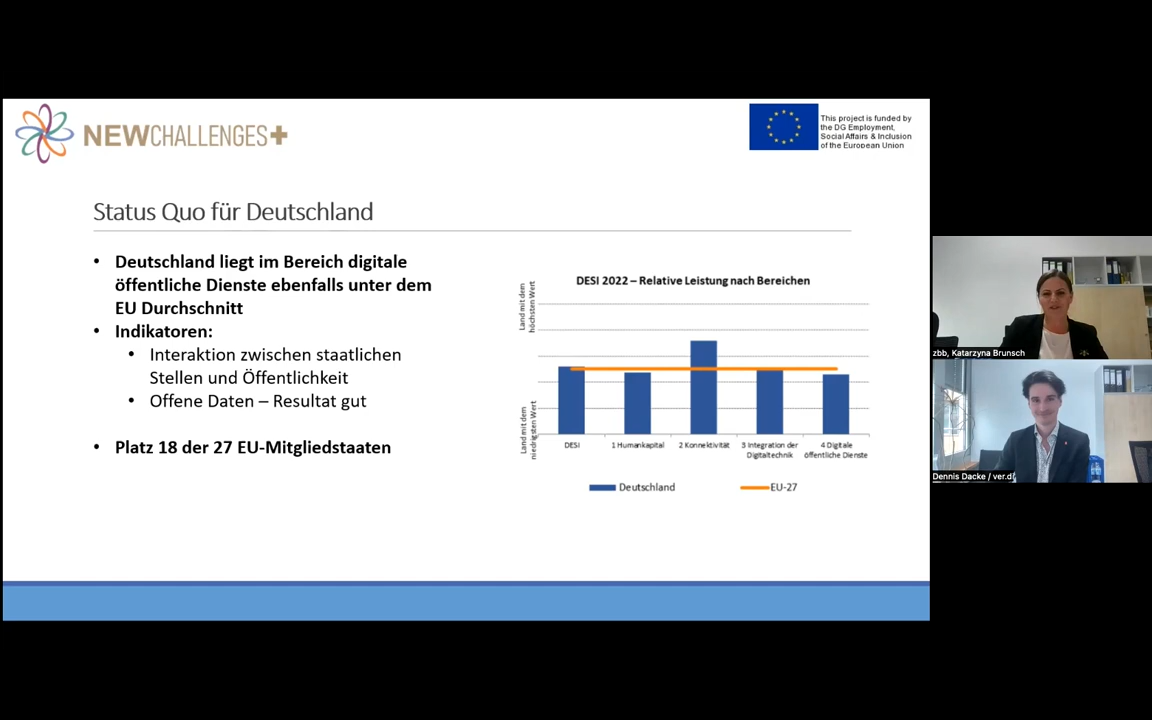 NEWCHALLENGES+
This project is funded by
the DG Employment,
Social Affairs & Inclusion
of the European Union
Status Quo für Deutschland
• Deutschland liegt im Bereich digitale
öffentliche Dienste ebenfalls unter dem
EU Durchschnitt
• Indikatoren:
• Interaktion zwischen staatlichen
Stellen und Öffentlichkeit
• Offene Daten – Resultat gut
• Platz 18 der 27 EU-Mitgliedstaaten
DESI 2022 – Relative Leistung nach Bereichen
Land mit dem
höchsten Wert
Land mit dem
niedrigsten Wert
DESI
1 Humankapital
2 Konnektivität
3 Integration der
Digitaltechnik
4 Digitale
öffentliche Dienste
Deutschland
EU-27
zbb, Katarzyna Brunsch
Dennis Dacke / ver.di